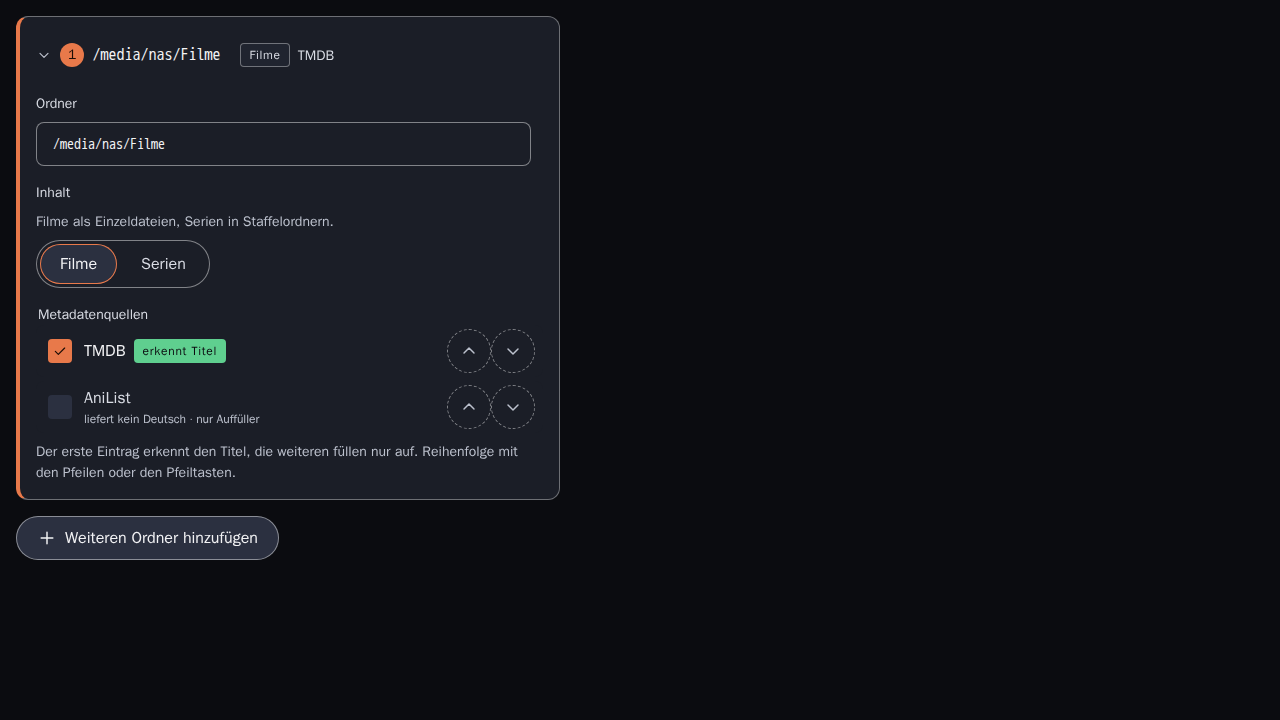 1 /media/nas/Filme Filme TMDB
Ordner
/media/nas/Filme
Inhalt
Filme als Einzeldateien, Serien in Staffelordnern.
Filme Serien
Metadatenquellen
TMDB erkennt Titel
AniList
liefert kein Deutsch · nur Auffüller
Der erste Eintrag erkennt den Titel, die weiteren füllen nur auf. Reihenfolge mit
den Pfeilen oder den Pfeiltasten.
Weiteren Ordner hinzufügen